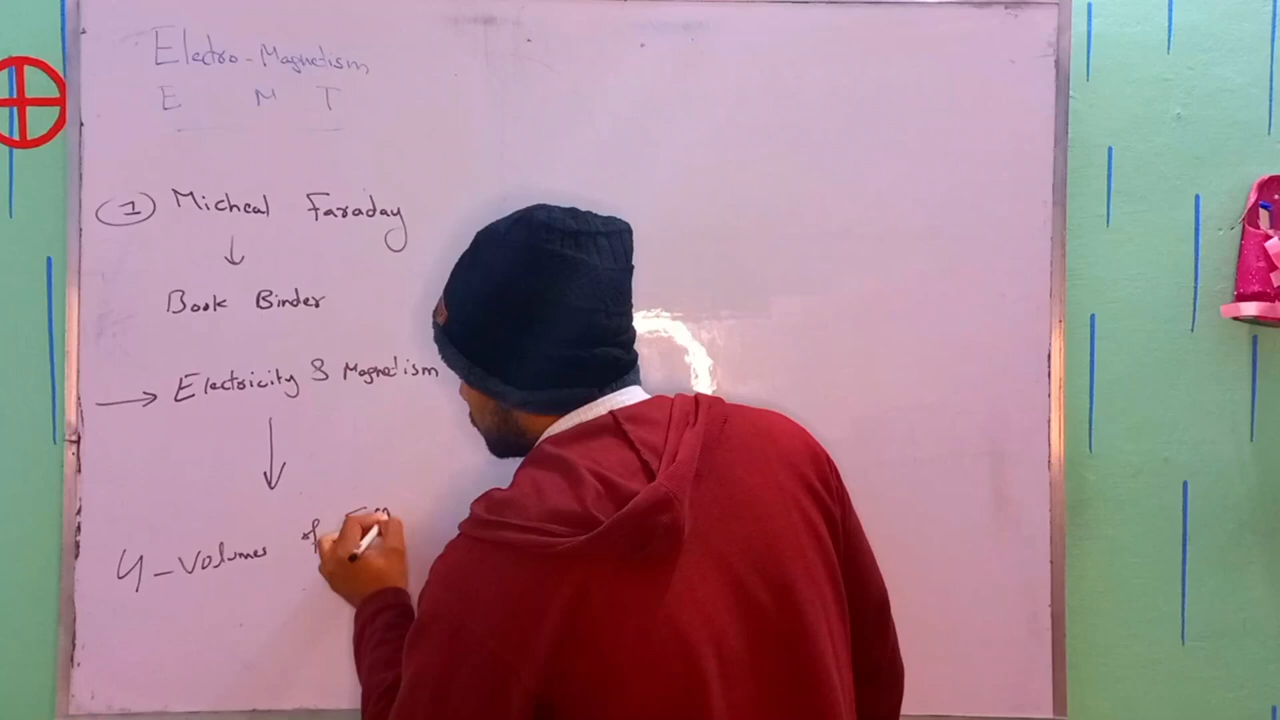 Electro-Magnetism
E M T
1 Micheal Faraday
↓
Book Binder
→ Electricity & Magnetism
↓
4-Volumes of